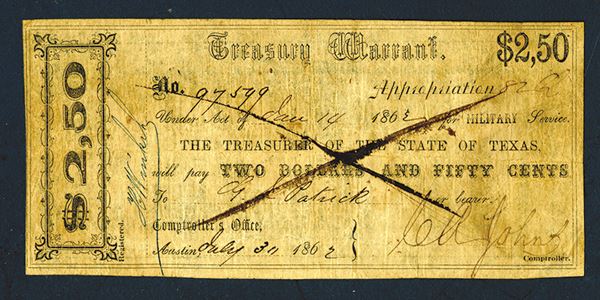 Treasury Warrant. $2,50
$2,50
No. 97579 Appropriation
Under Act of Jan 14 1862 for MILITARY Service.
THE TREASURER OF THE STATE OF TEXAS,
will pay TWO DOLLARS AND FIFTY CENTS
To Patrick or bearer.
Comptroller's Office,
Austin, July 31 1862
Registered.
Comptroller.